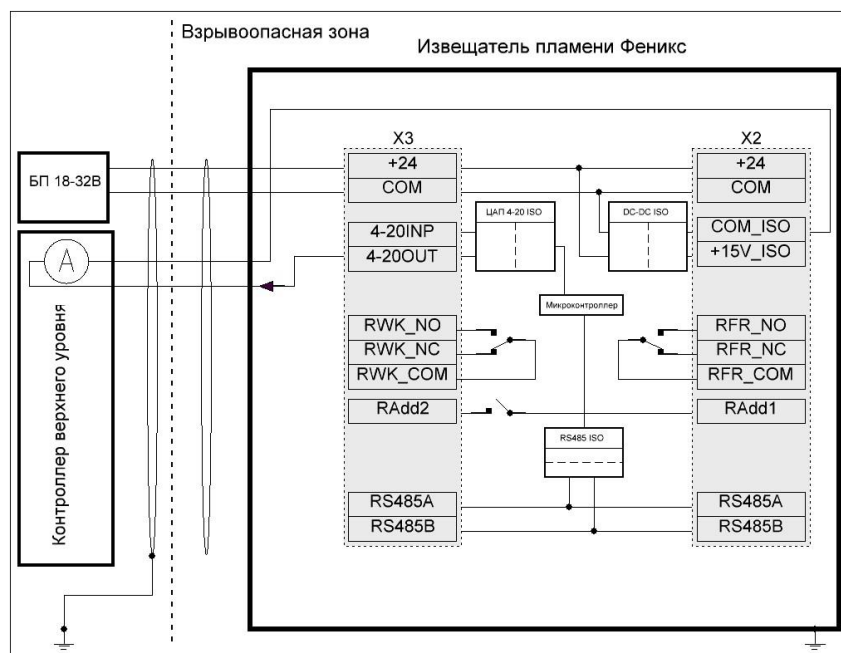 Взрывоопасная зона
Извещатель пламени Феникс
БП 18-32В
Контроллер верхнего уровня
А
X3
+24
COM
4-20INP
4-20OUT
RWK_NO
RWK_NC
RWK_COM
RAdd2
RS485A
RS485B
ЦАП 4-20 ISO
DC-DC ISO
Микроконтроллер
RS485 ISO
X2
+24
COM
COM_ISO
+15V_ISO
RFR_NO
RFR_NC
RFR_COM
RAdd1
RS485A
RS485B